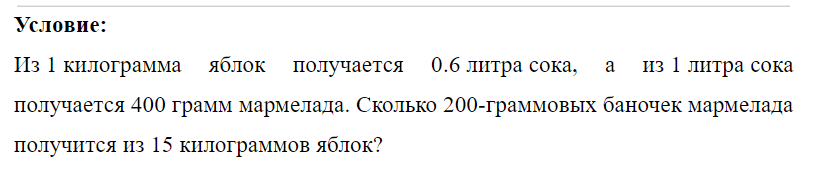 Условие:
Из 1 килограмма яблок получается 0.6 литра сока, а из 1 литра сока
получается 400 грамм мармелада. Сколько 200-граммовых баночек мармелада
получится из 15 килограммов яблок?